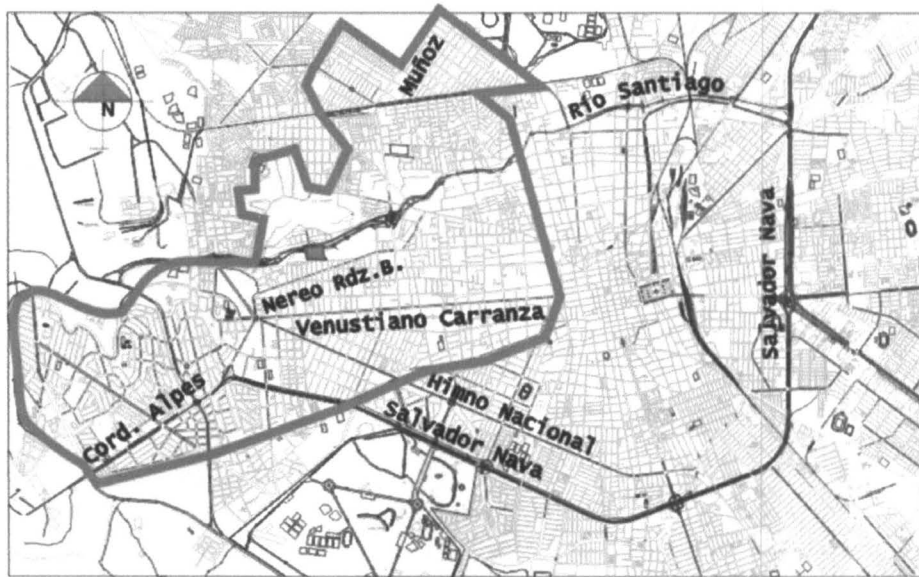 Muñoz
Río Santiago
N
Salvador Nava
Nereo Rdz.B.
Venustiano Carranza
Cord. Alpes
Himno Nacional
Salvador Nava